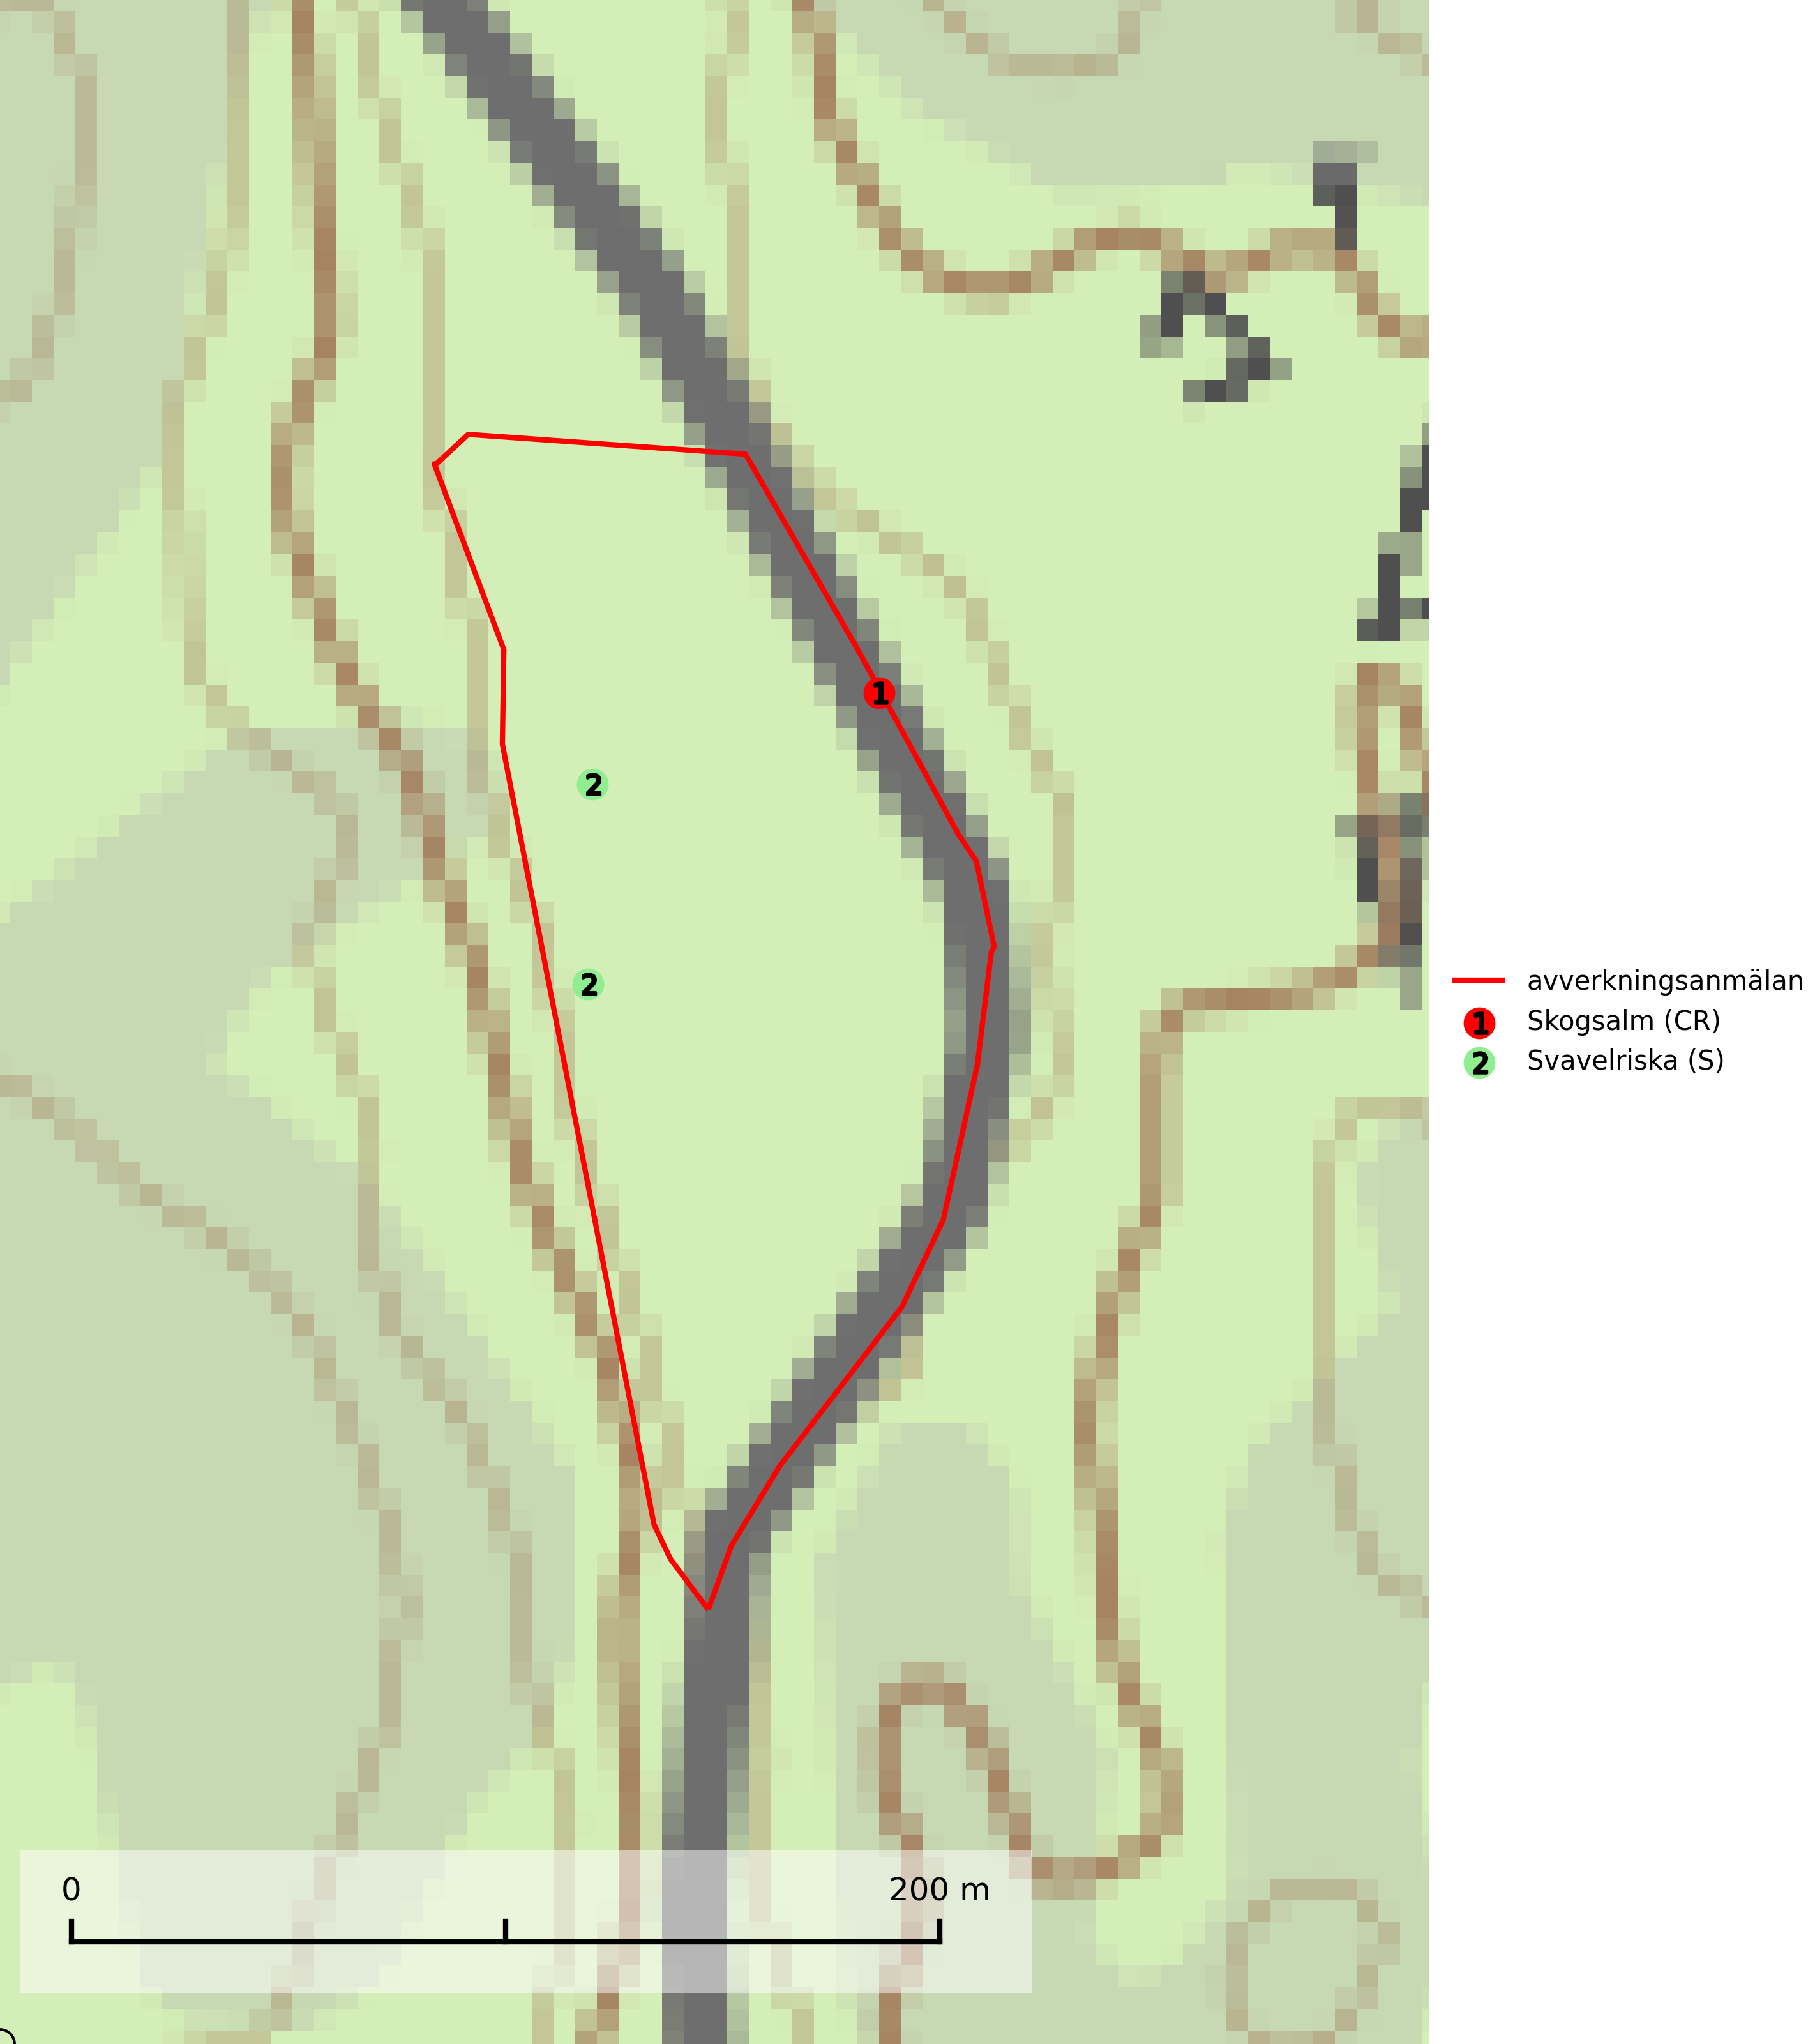 1
2
2
avverkningsanmälan
1 Skogsalm (CR)
2 Svavelriska (S)
0 200 m